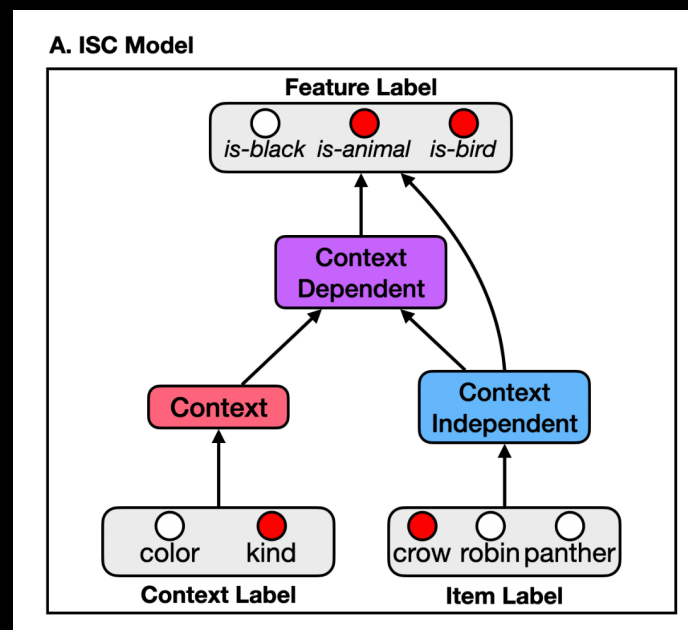 A. ISC Model
Feature Label
is-black is-animal is-bird
Context
Dependent
Context
Context
Independent
color kind
crow robin panther
Context Label
Item Label